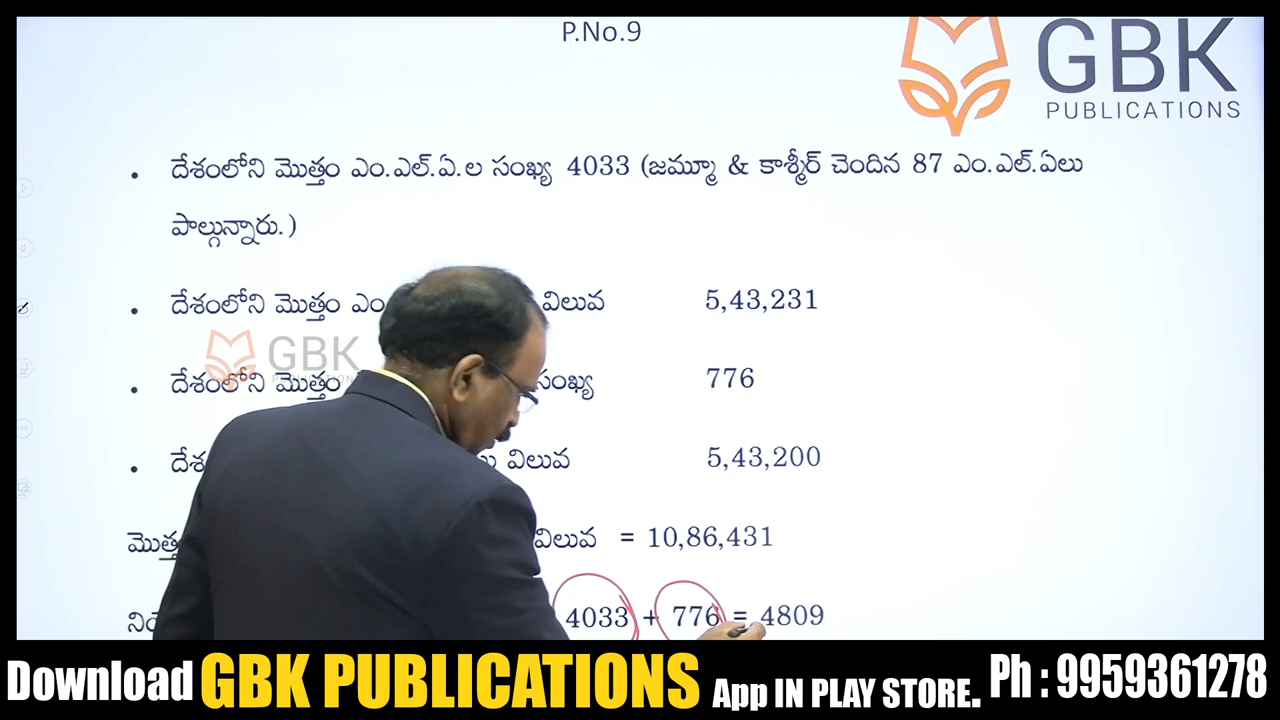 P.No.9
GBK
PUBLICATIONS
• దేశంలోని మొత్తం ఎం.ఎల్.ఏ.ల సంఖ్య 4033 (జమ్మూ & కాశ్మీర్ చెందిన 87 ఎం.ఎల్.ఏలు
పాల్గున్నారు.)
• దేశంలోని మొత్తం విలువ 5,43,231
GBK
• దేశంలోని మొత్తం సంఖ్య 776
• విలువ 5,43,200
విలువ = 10,86,431
4033 + 776 = 4809
Download GBK PUBLICATIONS App IN PLAY STORE. Ph : 9959361278